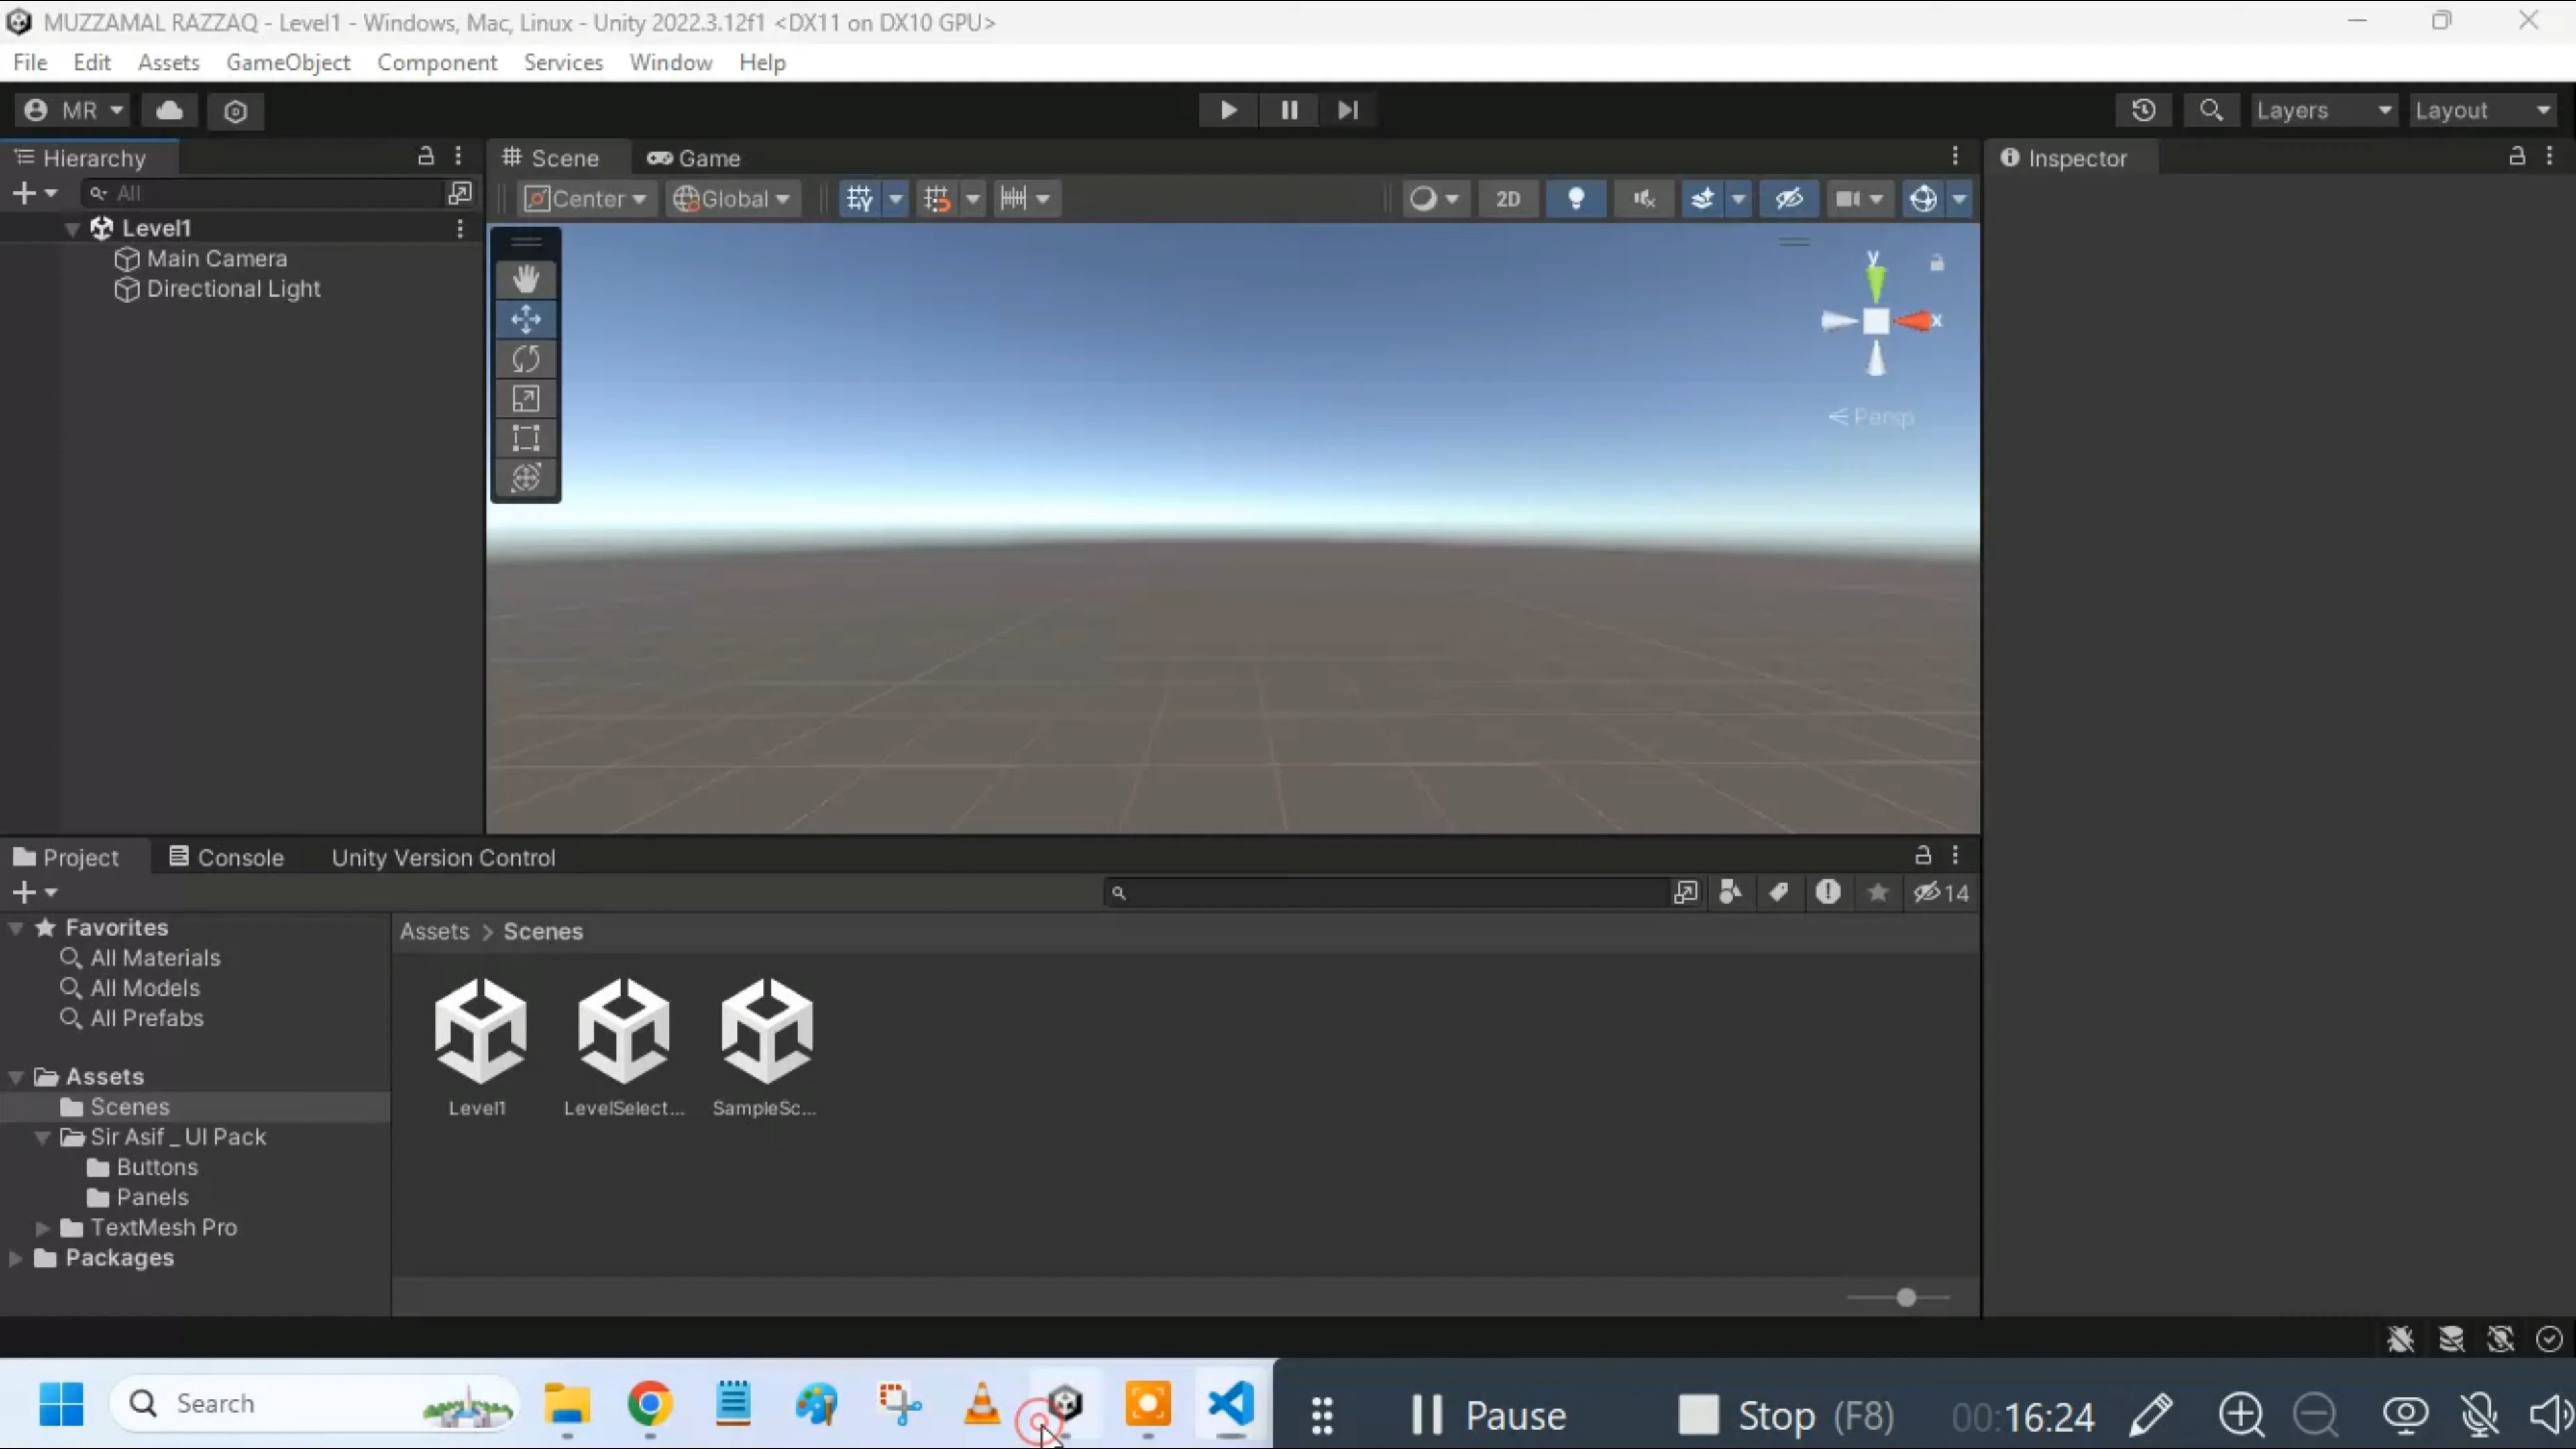 MUZZAMAL RAZZAQ - Level1 - Windows, Mac, Linux - Unity 2022.3.12f1 <DX11 on DX10 GPU>
File Edit Assets GameObject Component Services Window Help
MR Layers Layout
Hierarchy Scene Game Inspector
All Center Global 2D
Level1
Main Camera
Directional Light
y
x
Persp
Project Console Unity Version Control
14
Favorites Assets > Scenes
All Materials
All Models
All Prefabs
Assets
Level1 LevelSelect... SampleSc...
Scenes
Sir Asif _ UI Pack
Buttons
Panels
TextMesh Pro
Packages
Search Pause Stop (F8) 00:16:24